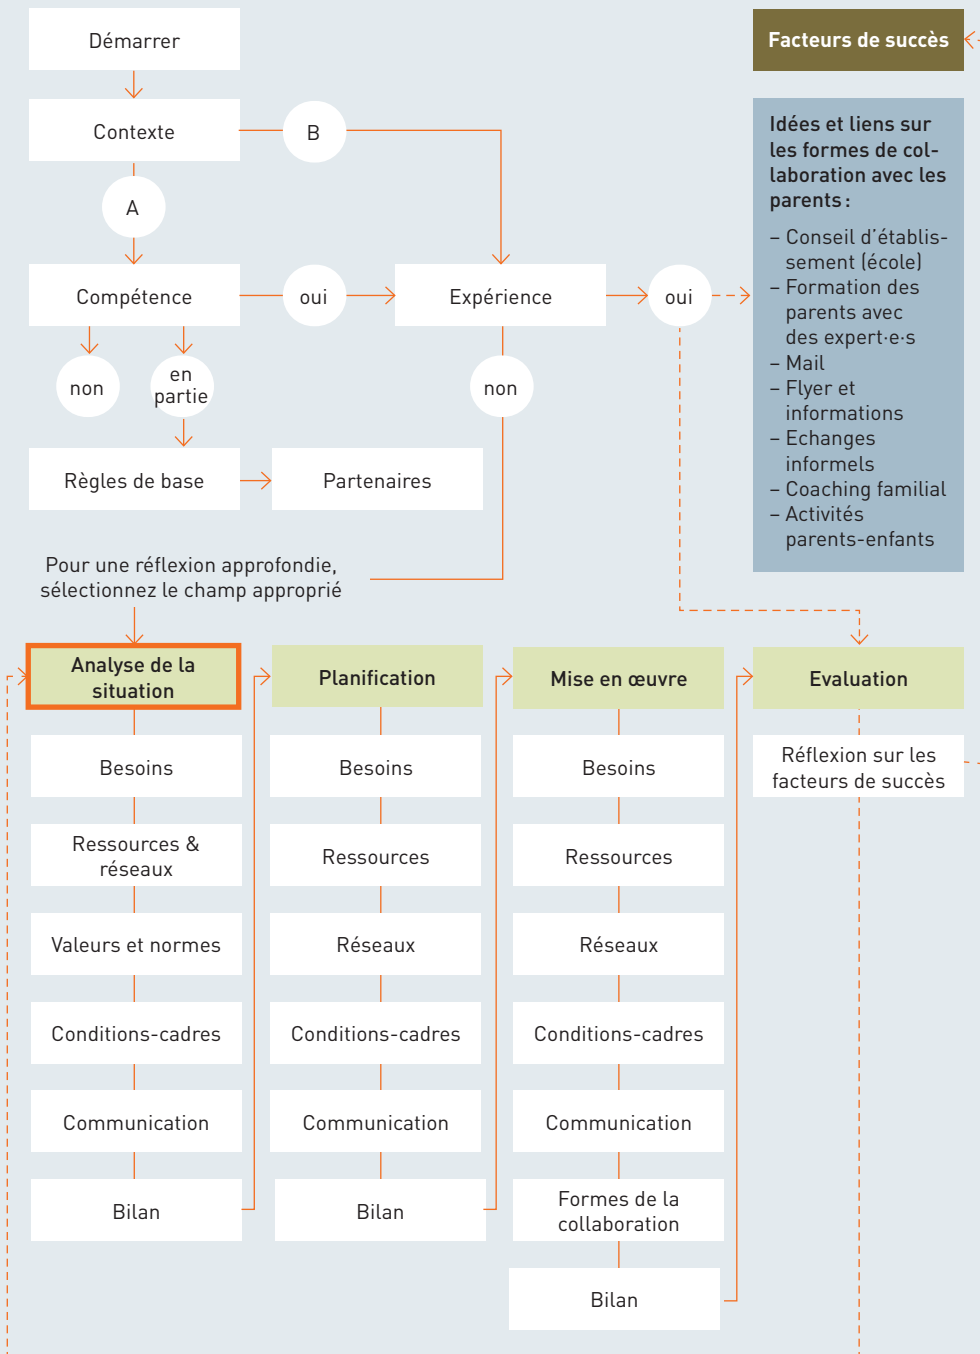 Démarrer
Facteurs de succès
Contexte
B
A
Idées et liens sur
les formes de col-
laboration avec les
parents :
– Conseil d’établis-
sement (école)
– Formation des
parents avec
des expert·e·s
– Mail
– Flyer et
informations
– Echanges
informels
– Coaching familial
– Activités
parents-enfants
Compétence
oui
Expérience
oui
non
en
partie
non
Règles de base
Partenaires
Pour une réflexion approfondie,
sélectionnez le champ approprié
Analyse de la
situation
Besoins
Ressources &
réseaux
Valeurs et normes
Conditions-cadres
Communication
Bilan
Planification
Besoins
Ressources
Réseaux
Conditions-cadres
Communication
Bilan
Mise en œuvre
Besoins
Ressources
Réseaux
Conditions-cadres
Communication
Formes de la
collaboration
Bilan
Evaluation
Réflexion sur les
facteurs de succès